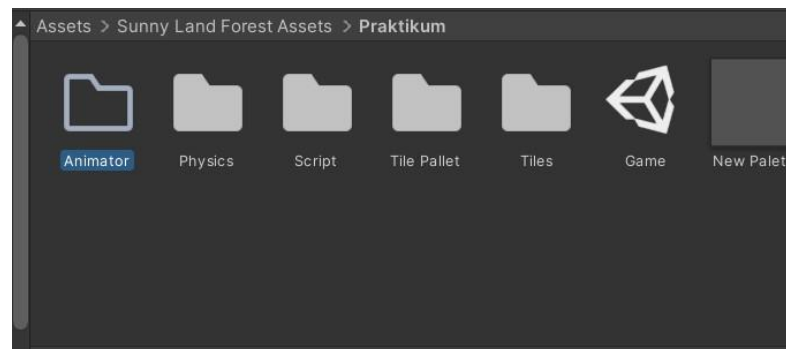 Assets > Sunny Land Forest Assets > Praktikum
Animator Physics Script Tile Pallet Tiles Game New Palet